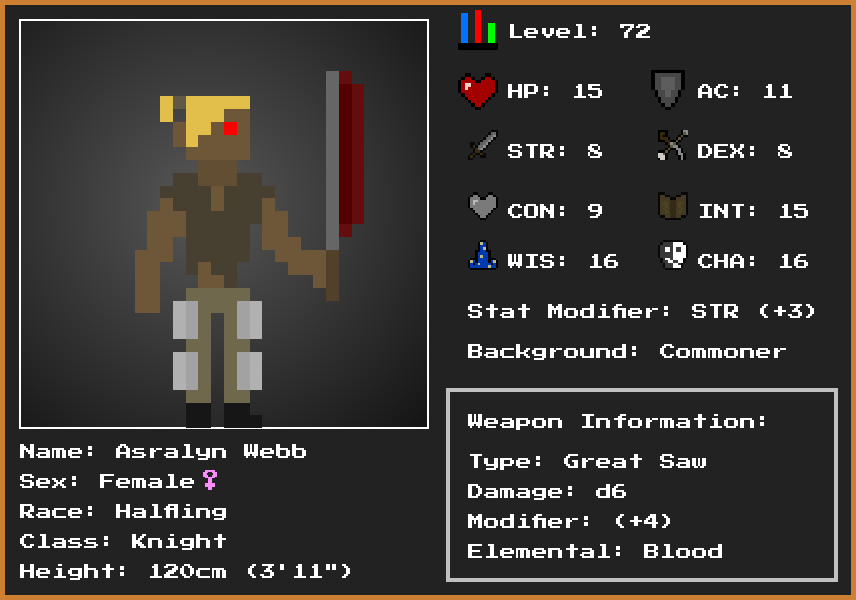 Level: 72
HP: 15
AC: 11
STR: 8
DEX: 8
CON: 9
INT: 15
WIS: 16
CHA: 16
Stat Modifier: STR (+3)
Background: Commoner
Weapon Information:
Type: Great Saw
Damage: d6
Modifier: (+4)
Elemental: Blood
Name: Asralyn Webb
Sex: Female♀
Race: Halfling
Class: Knight
Height: 120cm (3'11")